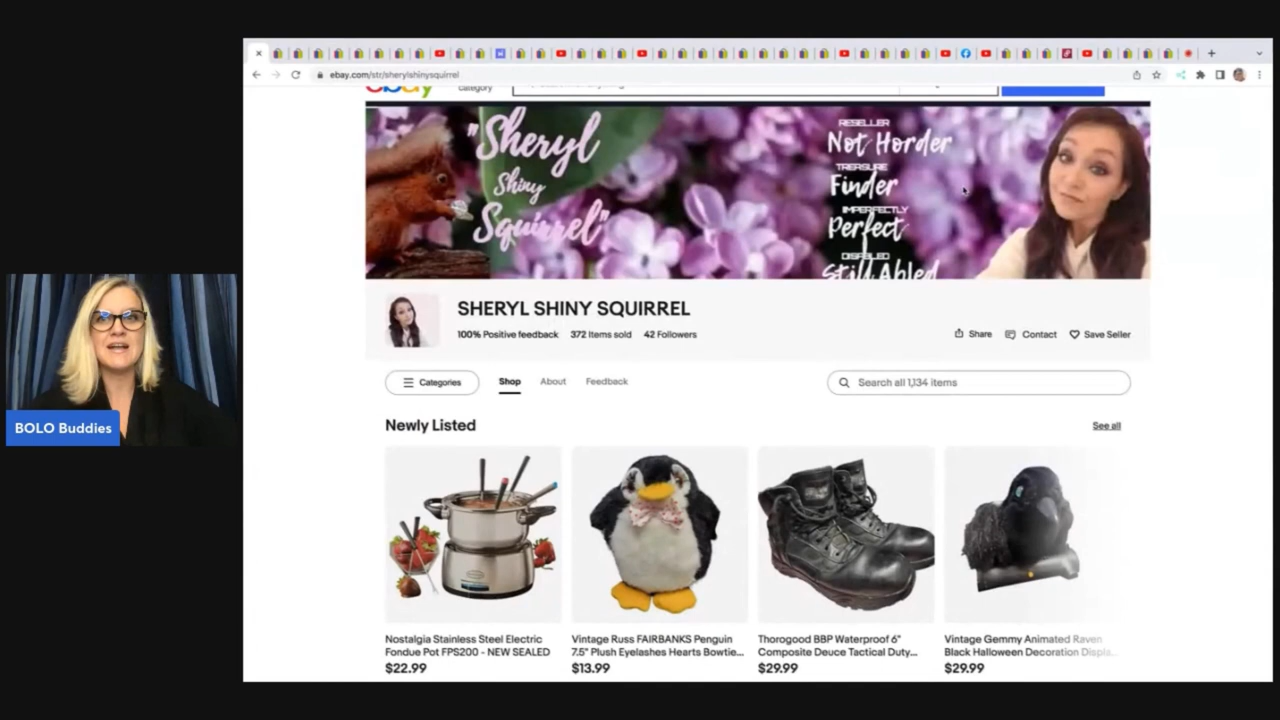 ebay.com/str/sherylshinysquirrel
ebay
category
"Sheryl
Shiny
Squirrel"
RESELLER
Not Horder
TREASURE
Finder
IMPERFECTLY
Perfect
DISABLED
Still Abled
SHERYL SHINY SQUIRREL
100% Positive feedback 372 Items sold 42 Followers
Share Contact Save Seller
Categories Shop About Feedback
Search all 1,134 items
BOLO Buddies
Newly Listed
See all
Nostalgia Stainless Steel Electric
Fondue Pot FPS200 - NEW SEALED
$22.99
Vintage Russ FAIRBANKS Penguin
7.5" Plush Eyelashes Hearts Bowtie...
$13.99
Thorogood BBP Waterproof 6"
Composite Deuce Tactical Duty...
$29.99
Vintage Gemmy Animated Raven
Black Halloween Decoration Displa...
$29.99